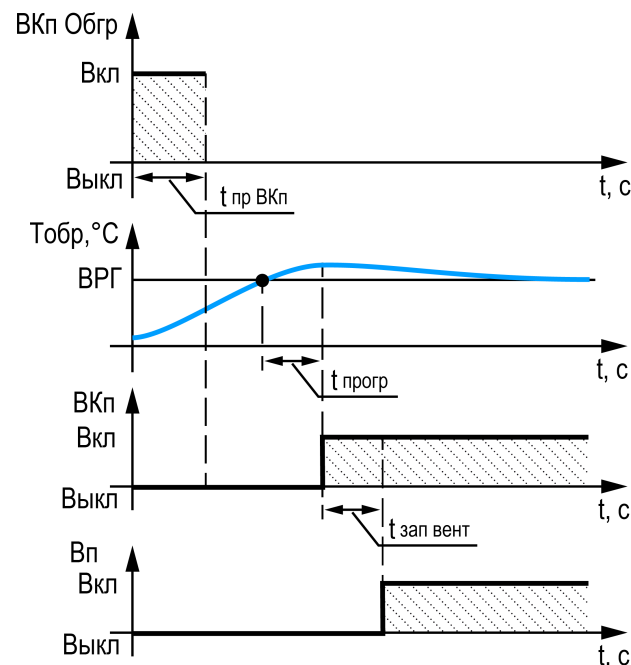 ВКп Обгр
Вкл
Выкл
t, с
t пр ВКп
Тобр,°С
ВРГ
t, с
t прогр
ВКп
Вкл
Выкл
t, с
t зап вент
Вп
Вкл
Выкл
t, с